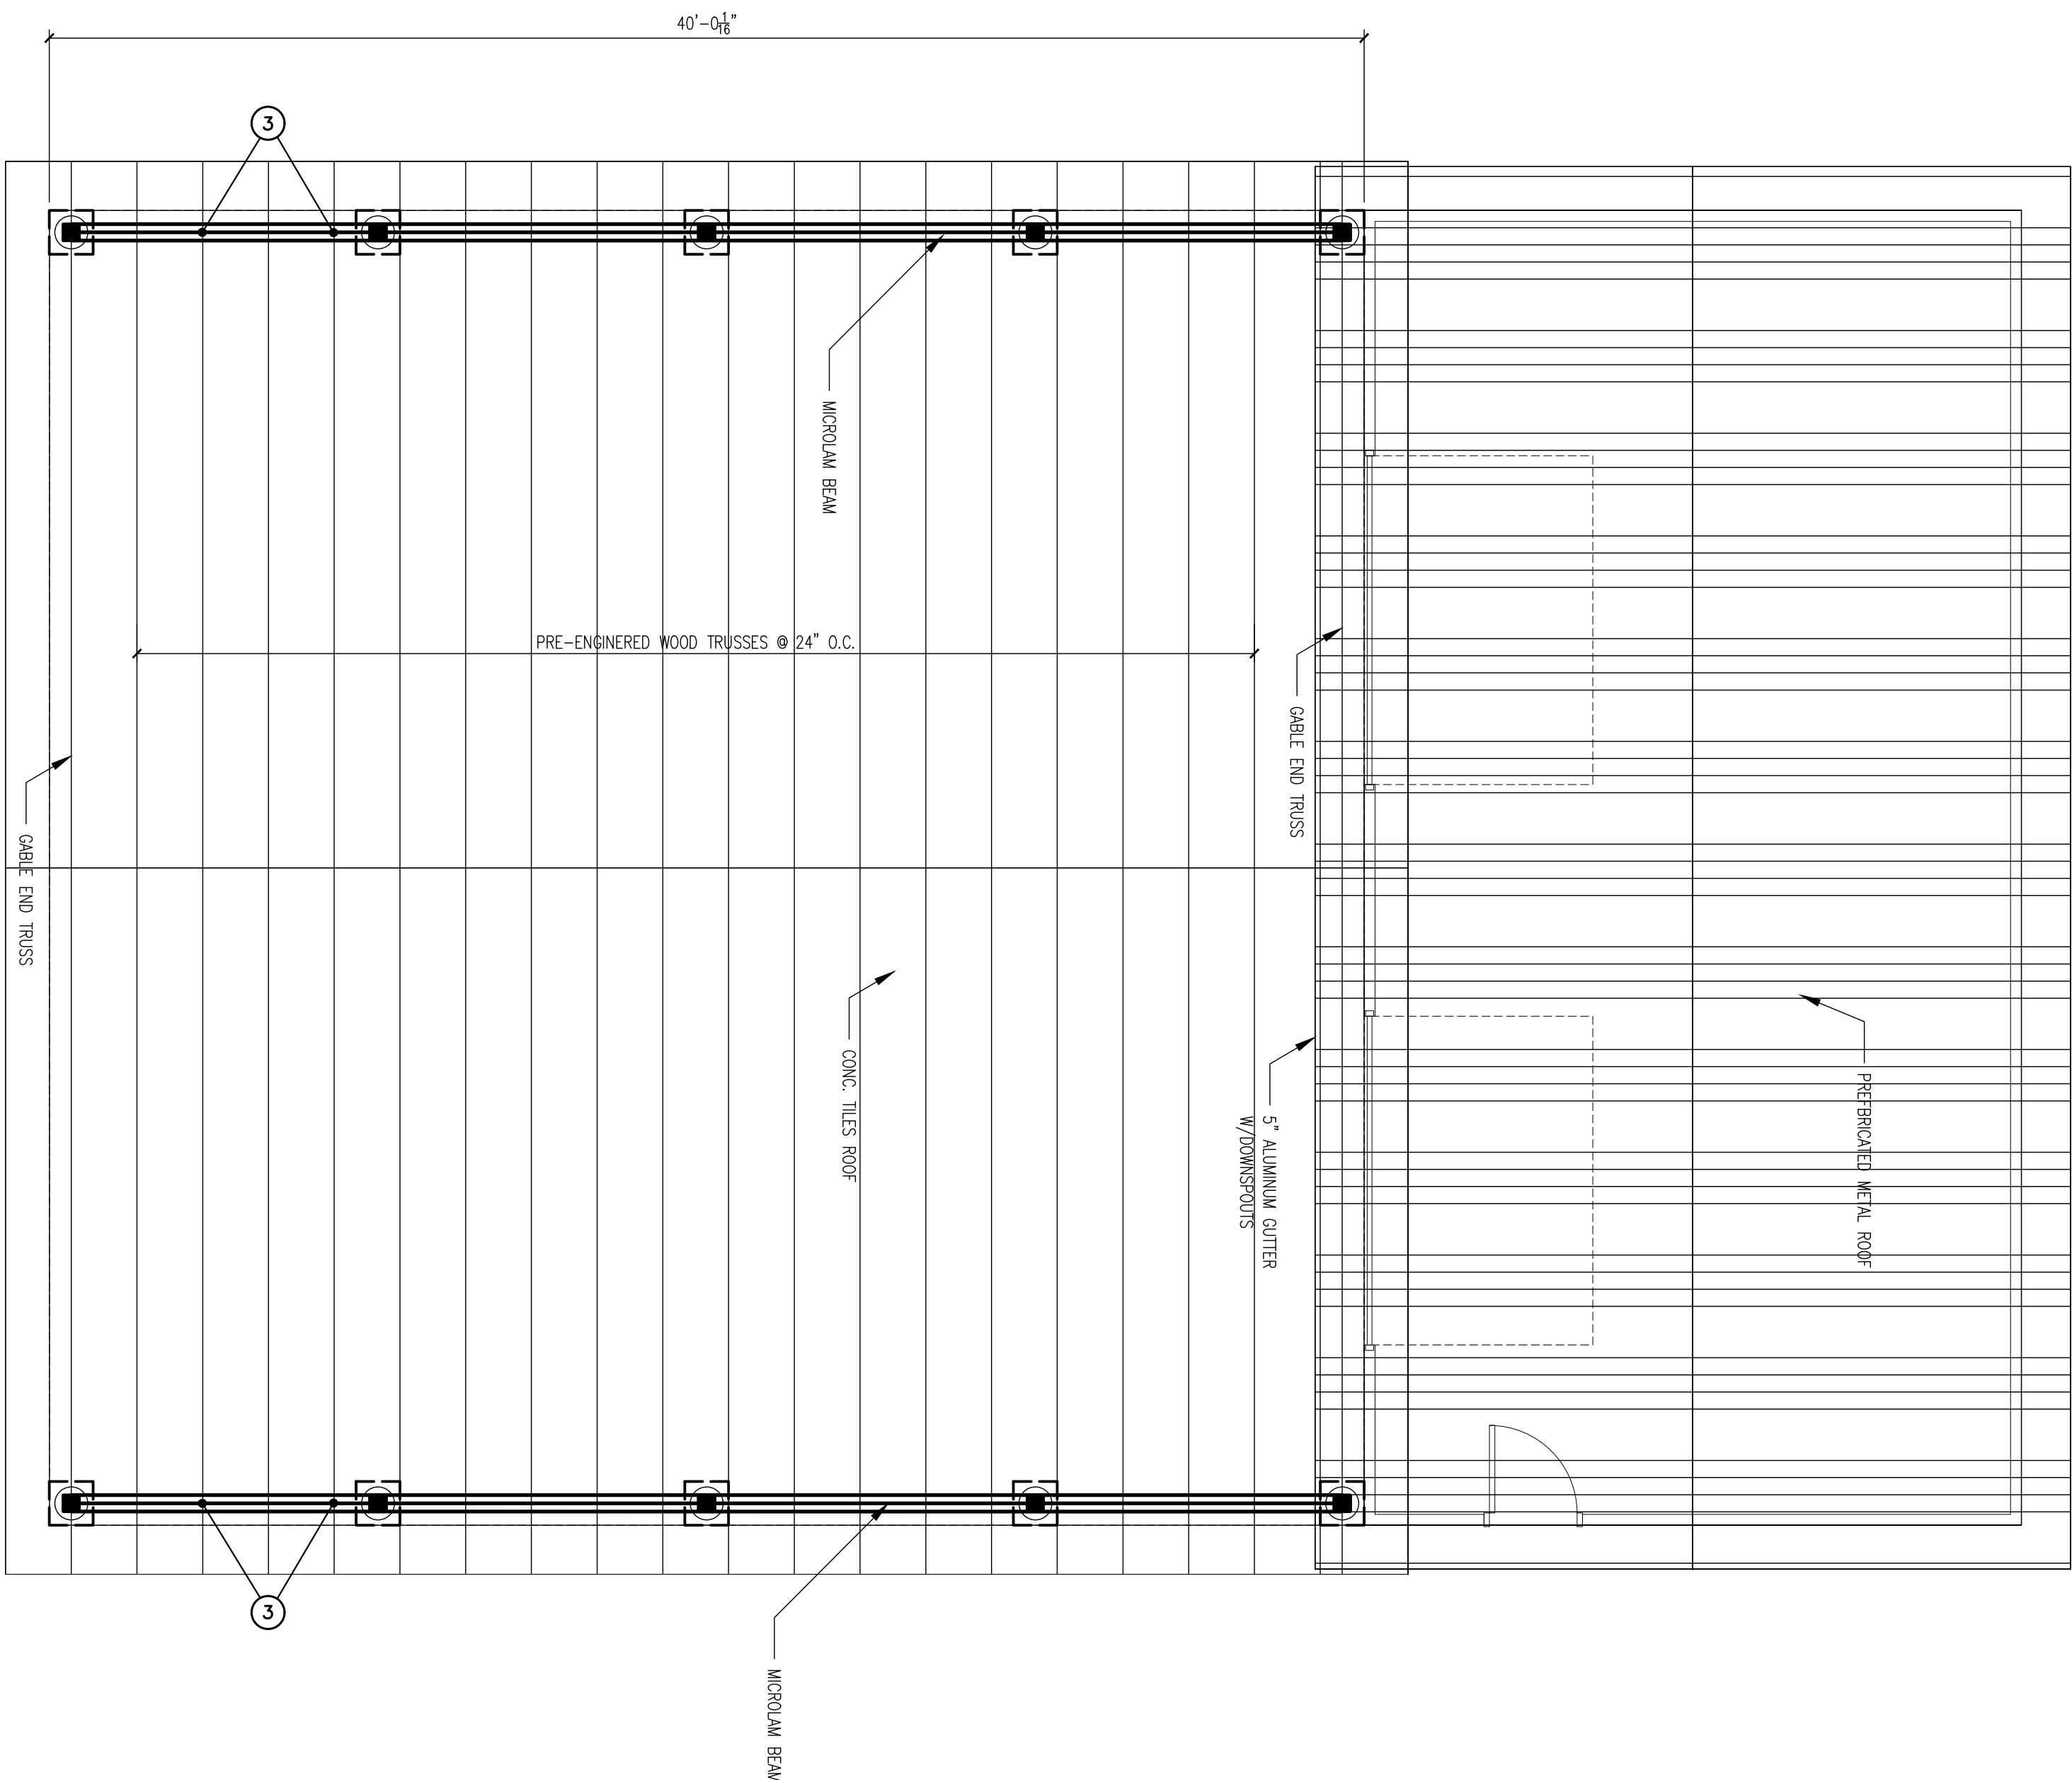 40'-0 1/16"
3
MICROLAM BEAM
PRE-ENGINERED WOOD TRUSSES @ 24" O.C.
GABLE END TRUSS
GABLE END TRUSS
CONC. TILES ROOF
5" ALUMINUM GUTTER
W/DOWNSPOUTS
PREFBRICATED METAL ROOF
3
MICROLAM BEAM